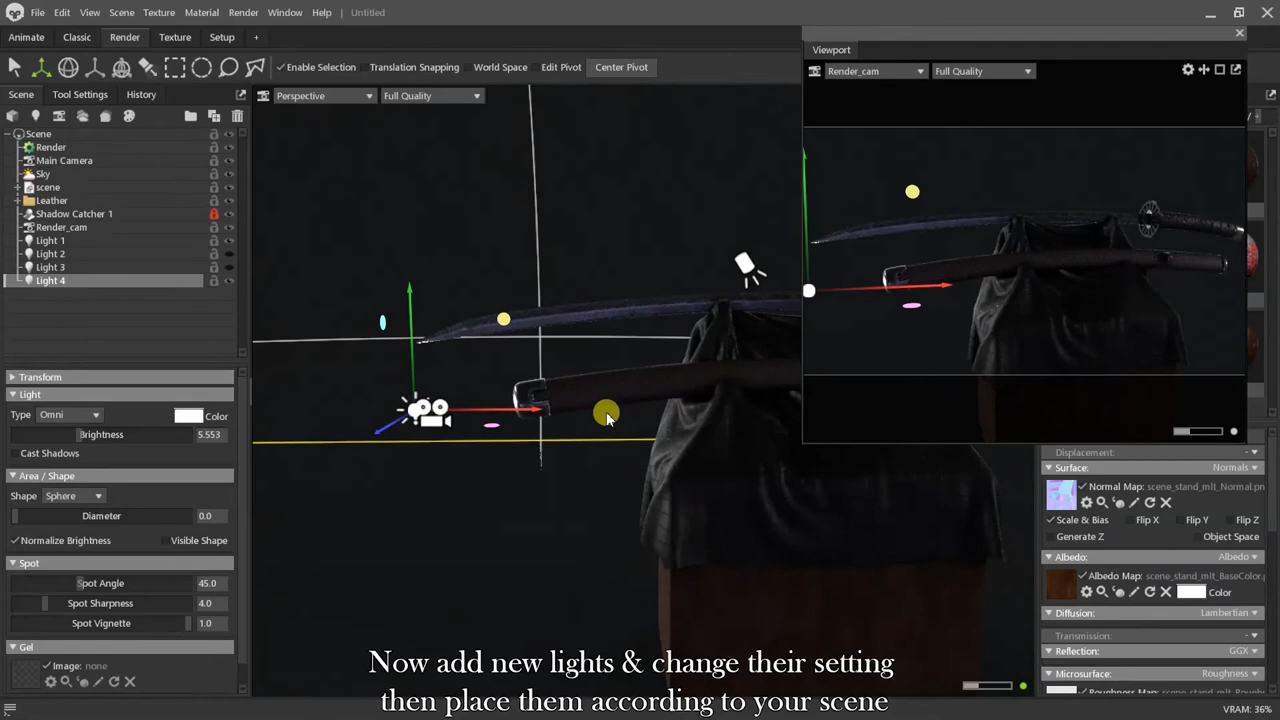 File Edit View Scene Texture Material Render Window Help Untitled
Animate Classic Render Texture Setup +
Enable Selection Translation Snapping World Space Edit Pivot Center Pivot
Viewport
Render_cam Full Quality
Scene Tool Settings History
Perspective Full Quality
Scene
Render
Main Camera
Sky
scene
Leather
Shadow Catcher 1
Render_cam
Light 1
Light 2
Light 3
Light 4
Transform
Light
Type Omni Color
Brightness 5.553
Cast Shadows
Area / Shape
Shape Sphere
Diameter 0.0
Normalize Brightness Visible Shape
Spot
Spot Angle 45.0
Spot Sharpness 4.0
Spot Vignette 1.0
Gel
Image: none
Displacement:
Surface: Normals
Normal Map: scene_stand_mlt_Normal.pn
Scale & Bias Flip X Flip Y Flip Z
Generate Z Object Space
Albedo: Albedo
Albedo Map: scene_stand_mlt_BaseColor.p
Color
Diffusion: Lambertian
Transmission:
Reflection: GGX
Microsurface: Roughness
Now add new lights & change their setting
then place them according to your scene
VRAM: 36%